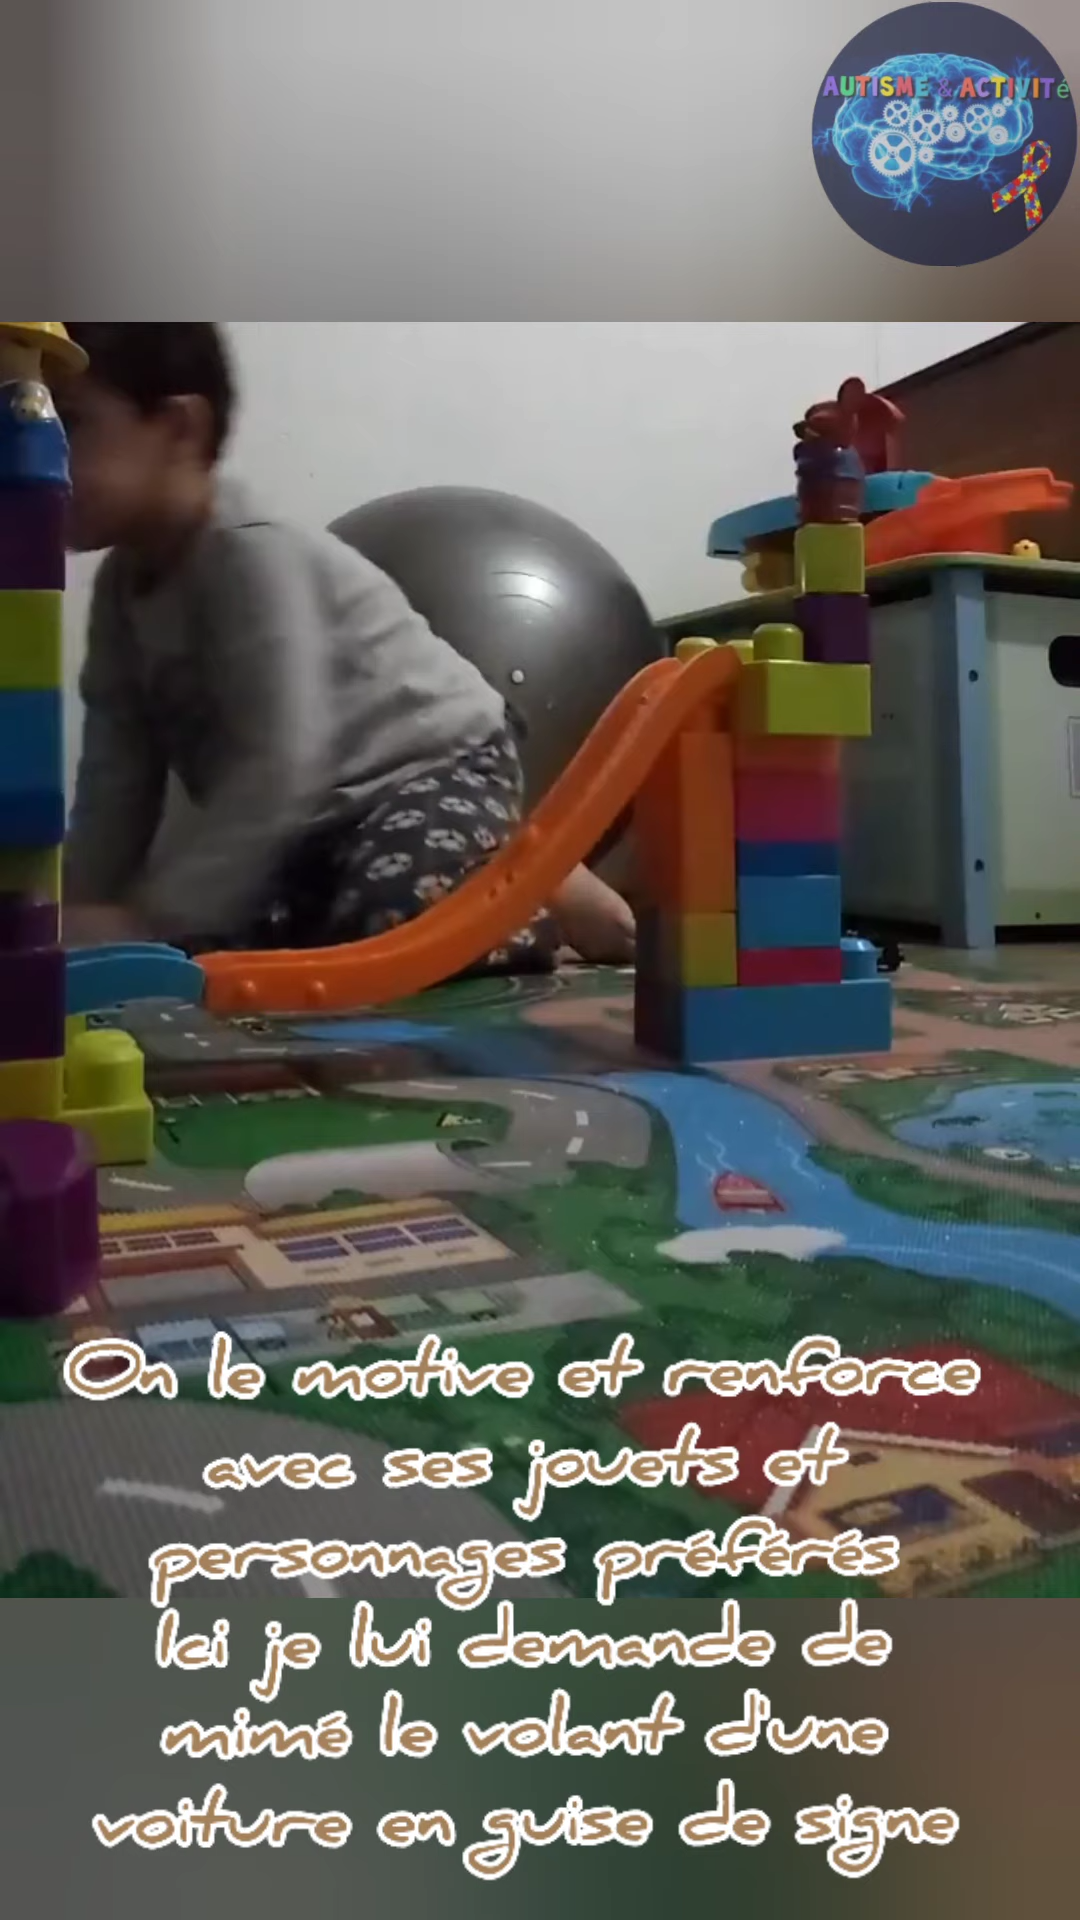 AUTISME & ACTIVITé
On le motive et renforce
avec ses jouets et
personnages préférés
Ici je lui demande de
mimé le volant d'une
voiture en guise de signe